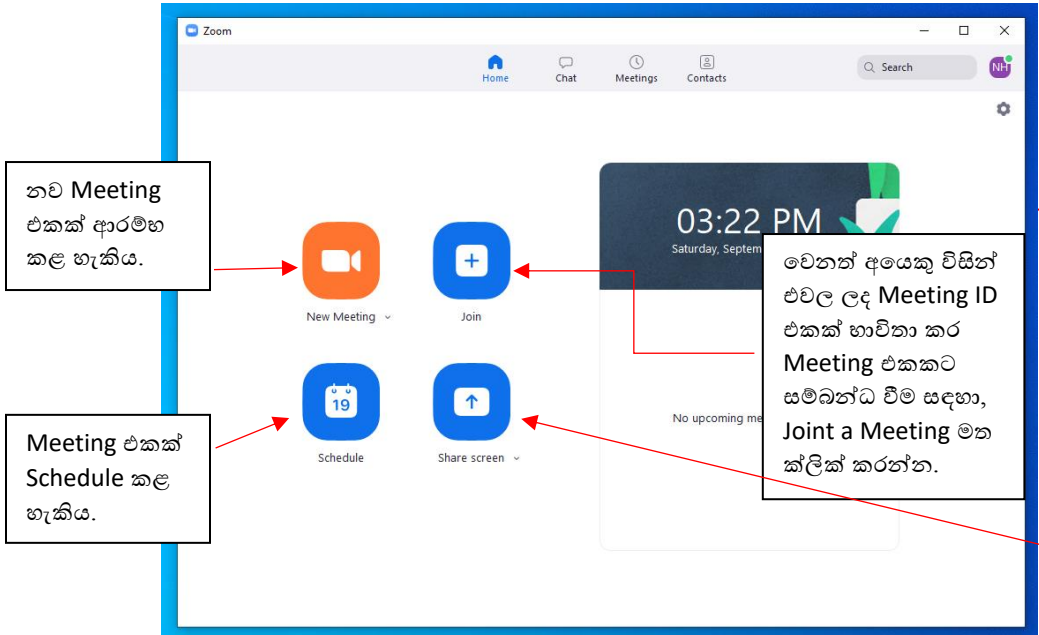 Zoom
Home
Chat
Meetings
Contacts
Search
NH
නව Meeting
එකක් ආරම්භ
කළ හැකිය.
03:22 PM
Saturday, Septem
වෙනත් අයෙකු විසින්
එවල ලද Meeting ID
එකක් භාවිතා කර
Meeting එකකට
සම්බන්ධ වීම සඳහා,
Joint a Meeting මත
ක්ලික් කරන්න.
New Meeting
Join
19
Meeting එකක්
Schedule කළ
හැකිය.
Schedule
Share screen
No upcoming me